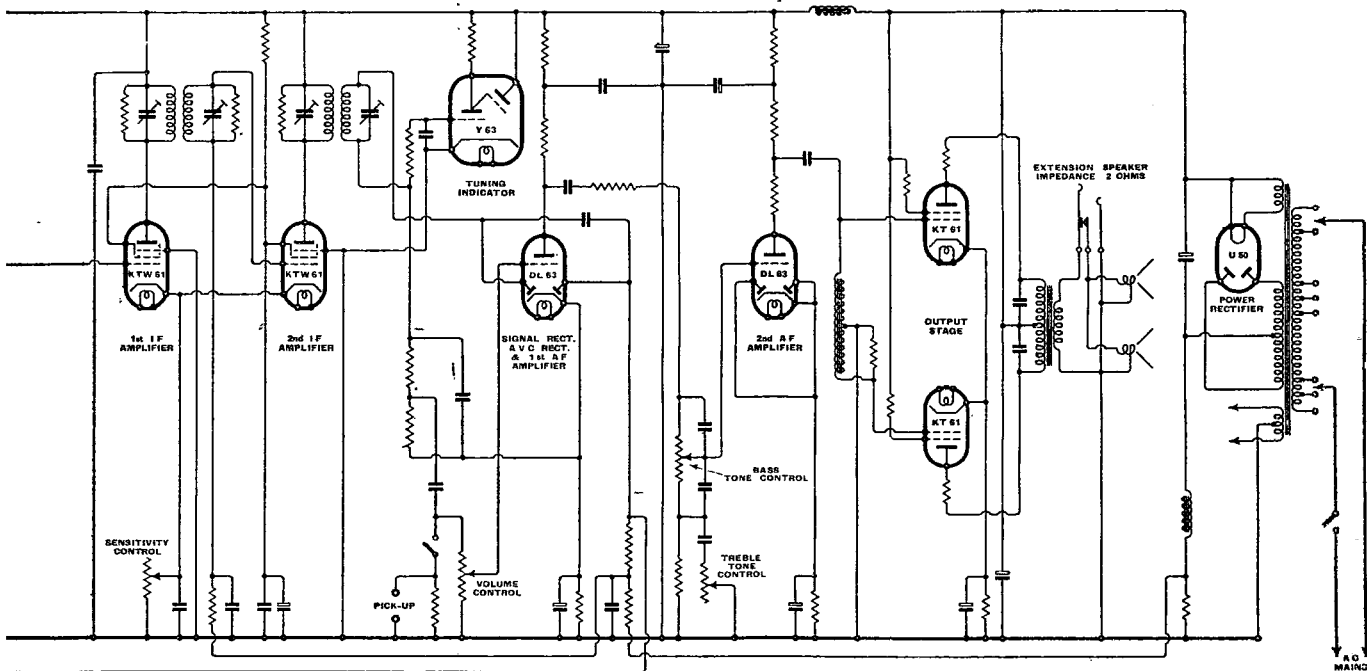 Y 63
TUNING
INDICATOR
EXTENSION SPEAKER
IMPEDANCE 2 OHMS
KTW 61
KTW 61
DL 63
DL 63
KT 61
U 50
POWER
RECTIFIER
1st I F
AMPLIFIER
2nd I F
AMPLIFIER
SIGNAL RECT.
A V C RECT.
& 1st A F
AMPLIFIER
2nd A F
AMPLIFIER
OUTPUT
STAGE
KT 61
BASS
TONE CONTROL
SENSITIVITY
CONTROL
PICK-UP
VOLUME
CONTROL
TREBLE
TONE
CONTROL
A C
MAINS